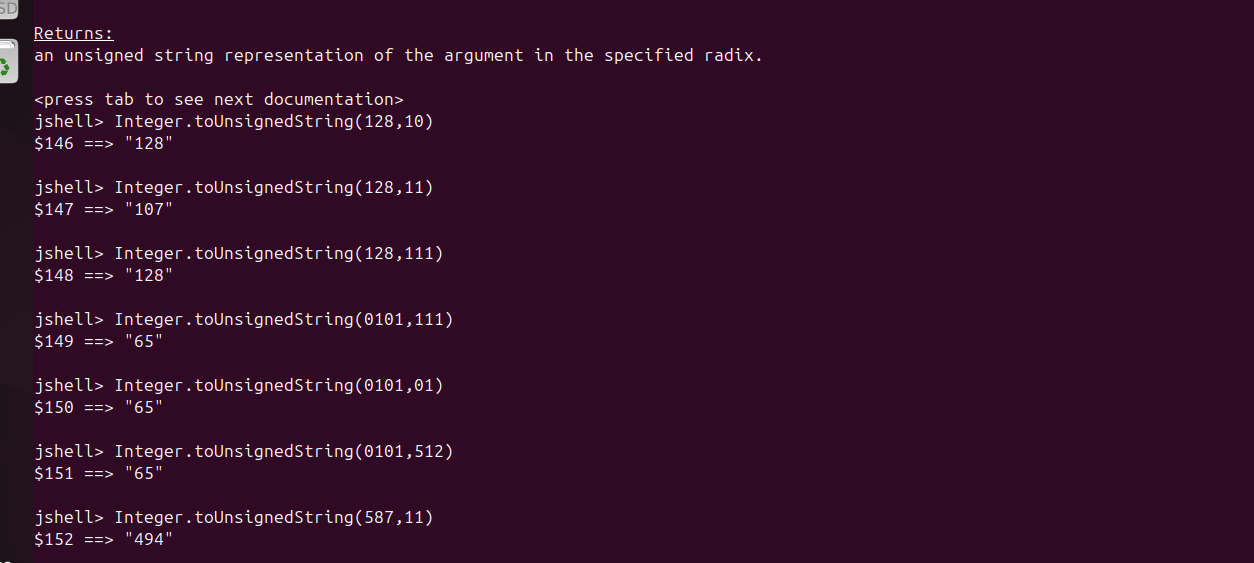 SD
Returns:
an unsigned string representation of the argument in the specified radix.
<press tab to see next documentation>
jshell> Integer.toUnsignedString(128,10)
$146 ==> "128"
jshell> Integer.toUnsignedString(128,11)
$147 ==> "107"
jshell> Integer.toUnsignedString(128,111)
$148 ==> "128"
jshell> Integer.toUnsignedString(0101,111)
$149 ==> "65"
jshell> Integer.toUnsignedString(0101,01)
$150 ==> "65"
jshell> Integer.toUnsignedString(0101,512)
$151 ==> "65"
jshell> Integer.toUnsignedString(587,11)
$152 ==> "494"